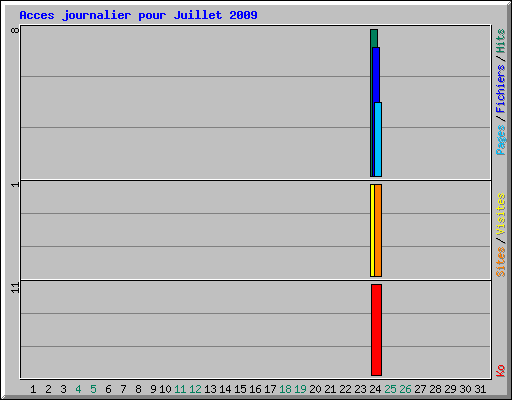 Acces journalier pour Juillet 2009
8
Pages/Fichiers/Hits
1
Sites/Visites
11
Ko
1 2 3 4 5 6 7 8 9 10 11 12 13 14 15 16 17 18 19 20 21 22 23 24 25 26 27 28 29 30 31